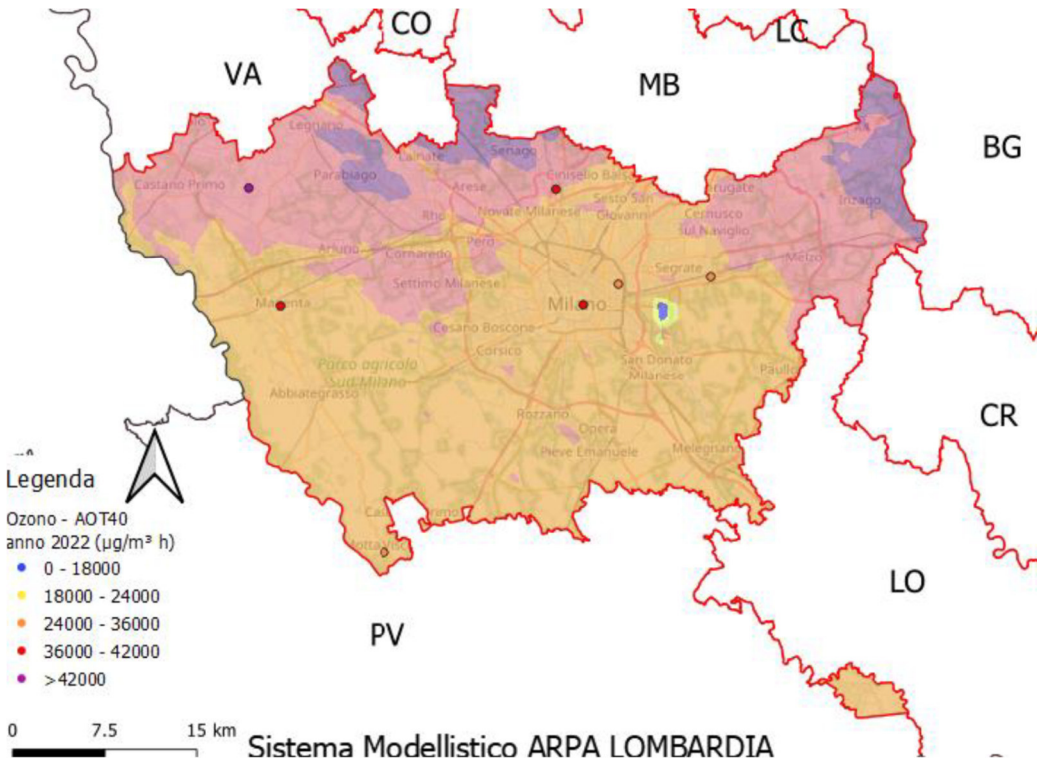 CO
LC
VA
MB
BG
Legnano
Lainate
Senago
Castano Primo
Parabiago
Arese
Cinisello Balsa
Inzago
Rho
Novate Milanese
Sesto San
Giovanni
rugate
Cernusco
sul Naviglio
Arluno
Cornaredo
Pero
Segrate
Melzo
Settimo Milanese
Magenta
Milano
Cesano Boscone
Corsico
San Donato
Milanese
Paullo
Parco agricolo
Sud Milano
Abbiategrasso
Rozzano
Opera
CR
Pieve Emanuele
Melegnano
Legenda
Ozono - AOT40
anno 2022 (µg/m³ h)
0 - 18000
18000 - 24000
24000 - 36000
36000 - 42000
>42000
Motta Visc
LO
PV
0 7.5 15 km
Sistema Modellistico ARPA LOMBARDIA